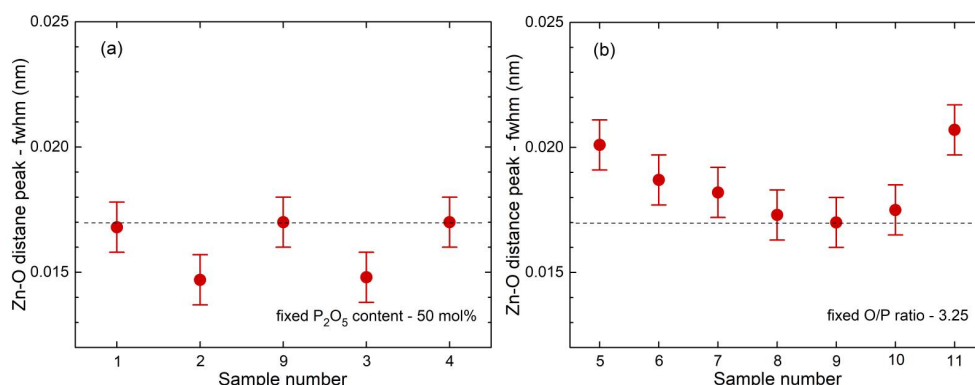 0.025
0.020
0.015
Zn-O distane peak - fwhm (nm)
(a)
fixed P₂O₅ content - 50 mol%
1 2 9 3 4
Sample number
0.025
0.020
0.015
Zn-O distance peak - fwhm (nm)
(b)
fixed O/P ratio - 3.25
5 6 7 8 9 10 11
Sample number